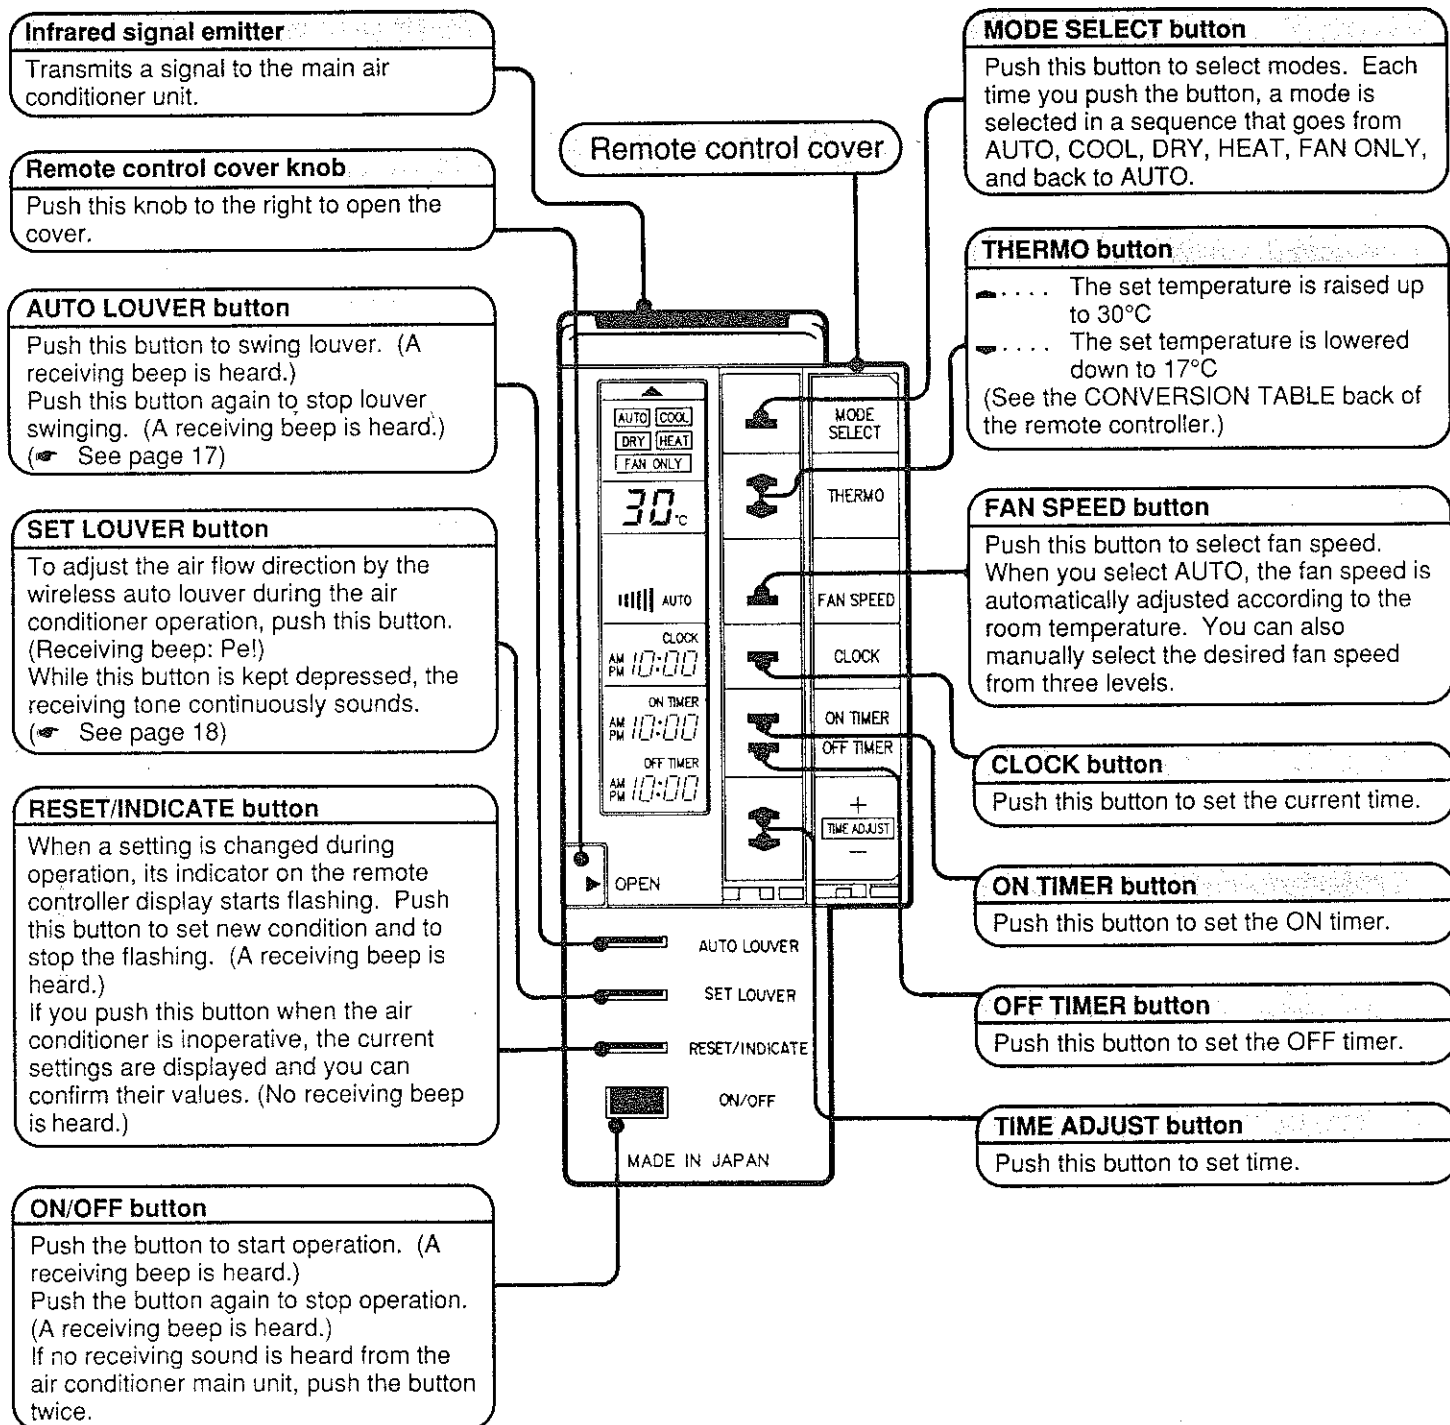 Infrared signal emitter
Transmits a signal to the main air
conditioner unit.
Remote control cover knob
Push this knob to the right to open the
cover.
AUTO LOUVER button
Push this button to swing louver. (A
receiving beep is heard.)
Push this button again to stop louver
swinging. (A receiving beep is heard.)
(☛ See page 17)
SET LOUVER button
To adjust the air flow direction by the
wireless auto louver during the air
conditioner operation, push this button.
(Receiving beep: Pe!)
While this button is kept depressed, the
receiving tone continuously sounds.
(☛ See page 18)
RESET/INDICATE button
When a setting is changed during
operation, its indicator on the remote
controller display starts flashing. Push
this button to set new condition and to
stop the flashing. (A receiving beep is
heard.)
If you push this button when the air
conditioner is inoperative, the current
settings are displayed and you can
confirm their values. (No receiving beep
is heard.)
ON/OFF button
Push the button to start operation. (A
receiving beep is heard.)
Push the button again to stop operation.
(A receiving beep is heard.)
If no receiving sound is heard from the
air conditioner main unit, push the button
twice.
Remote control cover
AUTO COOL
DRY HEAT
FAN ONLY
30°C
AUTO
CLOCK
AM
PM 10:00
ON TIMER
AM
PM 10:00
OFF TIMER
AM
PM 10:00
OPEN
MODE
SELECT
THERMO
FAN SPEED
CLOCK
ON TIMER
OFF TIMER
+
TIME ADJUST
−
AUTO LOUVER
SET LOUVER
RESET/INDICATE
ON/OFF
MADE IN JAPAN
MODE SELECT button
Push this button to select modes. Each
time you push the button, a mode is
selected in a sequence that goes from
AUTO, COOL, DRY, HEAT, FAN ONLY,
and back to AUTO.
THERMO button
.... The set temperature is raised up
to 30°C
.... The set temperature is lowered
down to 17°C
(See the CONVERSION TABLE back of
the remote controller.)
FAN SPEED button
Push this button to select fan speed.
When you select AUTO, the fan speed is
automatically adjusted according to the
room temperature. You can also
manually select the desired fan speed
from three levels.
CLOCK button
Push this button to set the current time.
ON TIMER button
Push this button to set the ON timer.
OFF TIMER button
Push this button to set the OFF timer.
TIME ADJUST button
Push this button to set time.